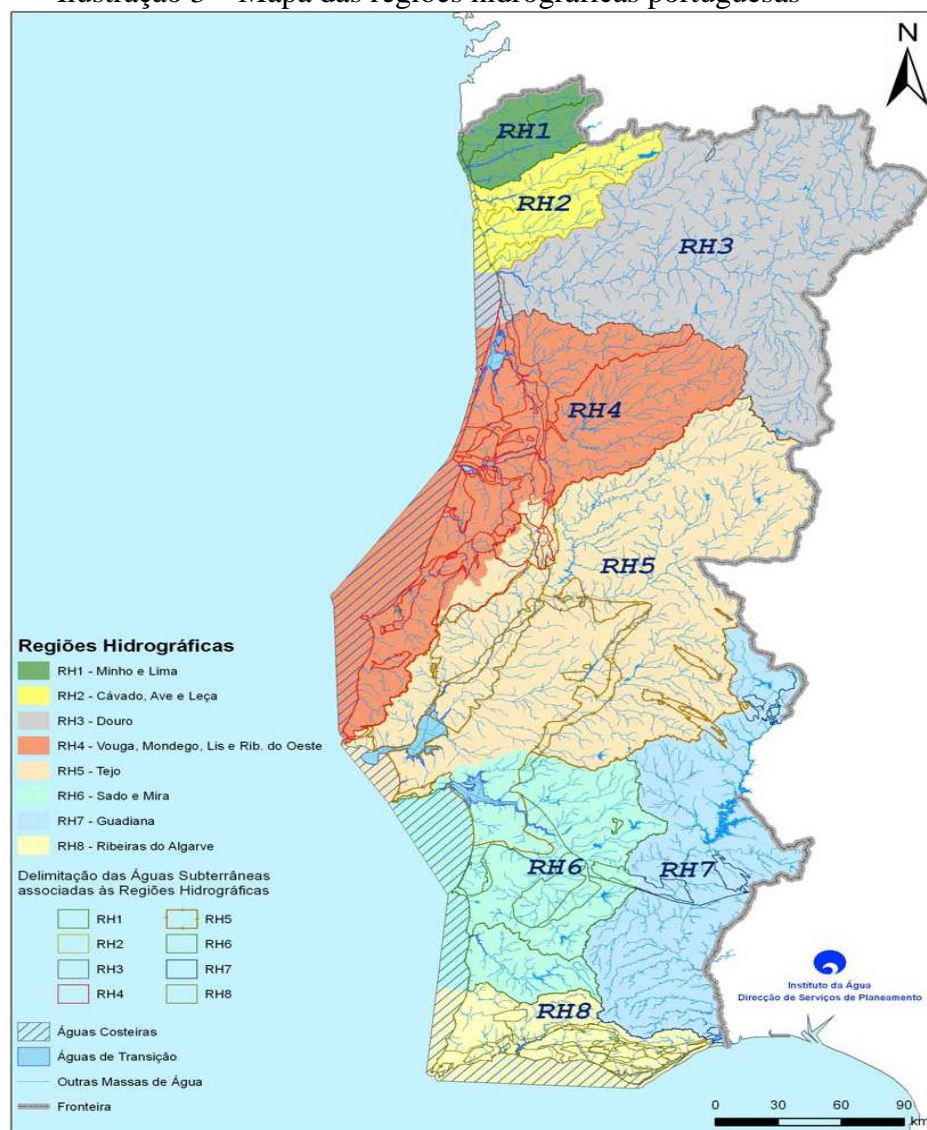 Ilustração 3 – Mapa das regiões hidrográficas portuguesas
N
RH1
RH2
RH3
RH4
RH5
RH6
RH7
RH8
Regiões Hidrográficas
RH1 - Minho e Lima
RH2 - Cávado, Ave e Leça
RH3 - Douro
RH4 - Vouga, Mondego, Lis e Rib. do Oeste
RH5 - Tejo
RH6 - Sado e Mira
RH7 - Guadiana
RH8 - Ribeiras do Algarve
Delimitação das Águas Subterrâneas
associadas às Regiões Hidrográficas
RH1 RH5
RH2 RH6
RH3 RH7
RH4 RH8
Águas Costeiras
Águas de Transição
Outras Massas de Água
Fronteira
Instituto da Água
Direcção de Serviços de Planeamento
0 30 60 90
km